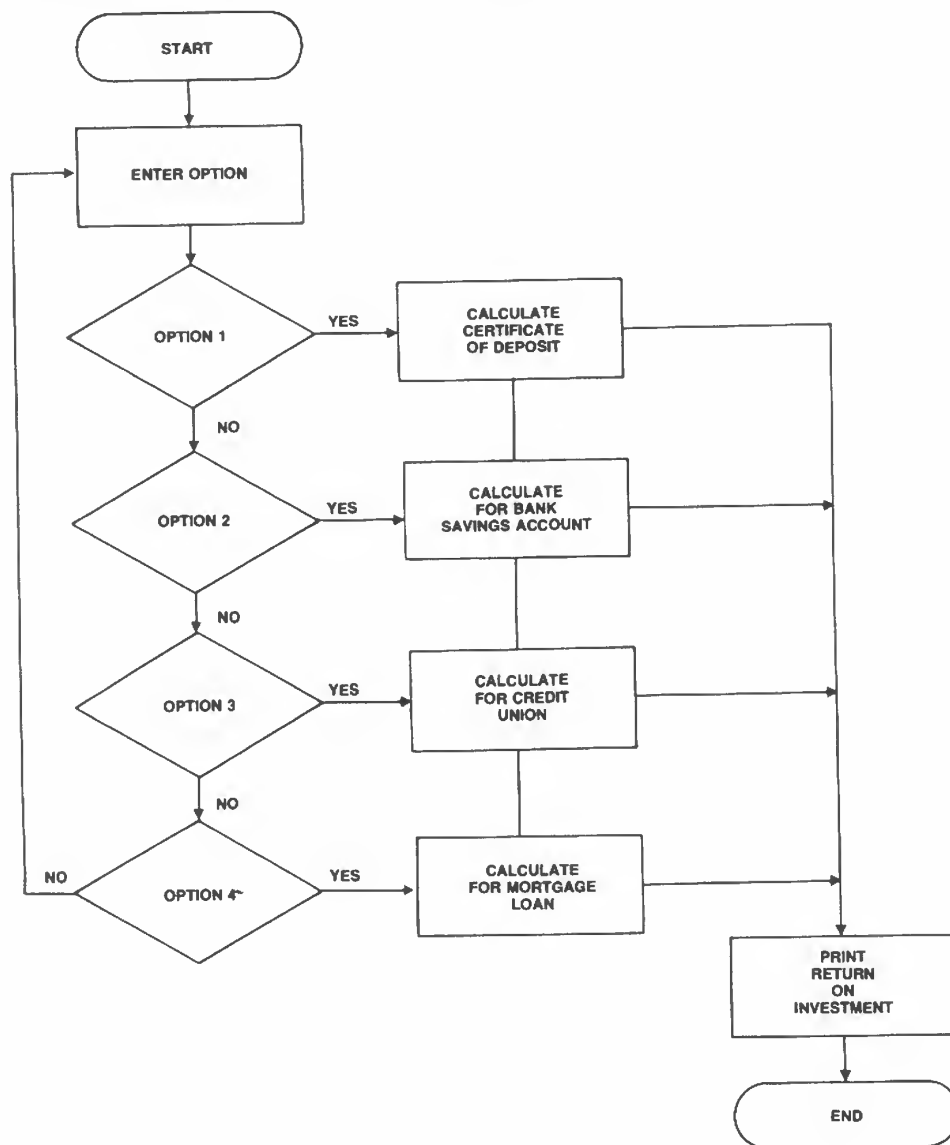 START
ENTER OPTION
OPTION 1
YES
CALCULATE
CERTIFICATE
OF DEPOSIT
NO
OPTION 2
YES
CALCULATE
FOR BANK
SAVINGS ACCOUNT
NO
OPTION 3
YES
CALCULATE
FOR CREDIT
UNION
NO
NO
OPTION 4
YES
CALCULATE
FOR MORTGAGE
LOAN
PRINT
RETURN
ON
INVESTMENT
END